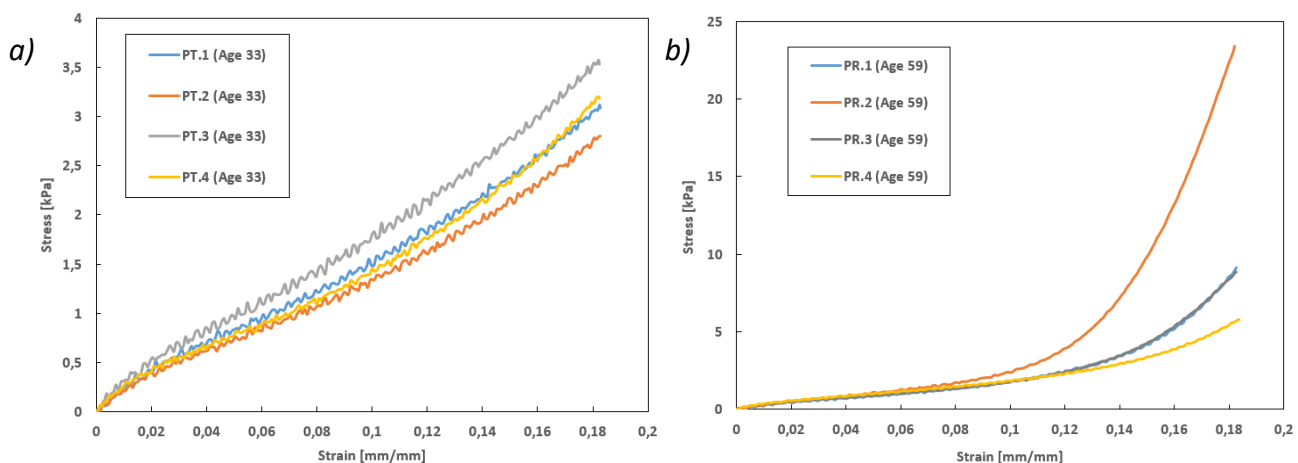 a)
Stress [kPa]
4
3,5
3
2,5
2
1,5
1
0,5
0
PT.1 (Age 33)
PT.2 (Age 33)
PT.3 (Age 33)
PT.4 (Age 33)
0 0,02 0,04 0,06 0,08 0,1 0,12 0,14 0,16 0,18 0,2
Strain [mm/mm]
b)
Stress [kPa]
25
20
15
10
5
0
PR.1 (Age 59)
PR.2 (Age 59)
PR.3 (Age 59)
PR.4 (Age 59)
0 0,02 0,04 0,06 0,08 0,1 0,12 0,14 0,16 0,18 0,2
Strain [mm/mm]